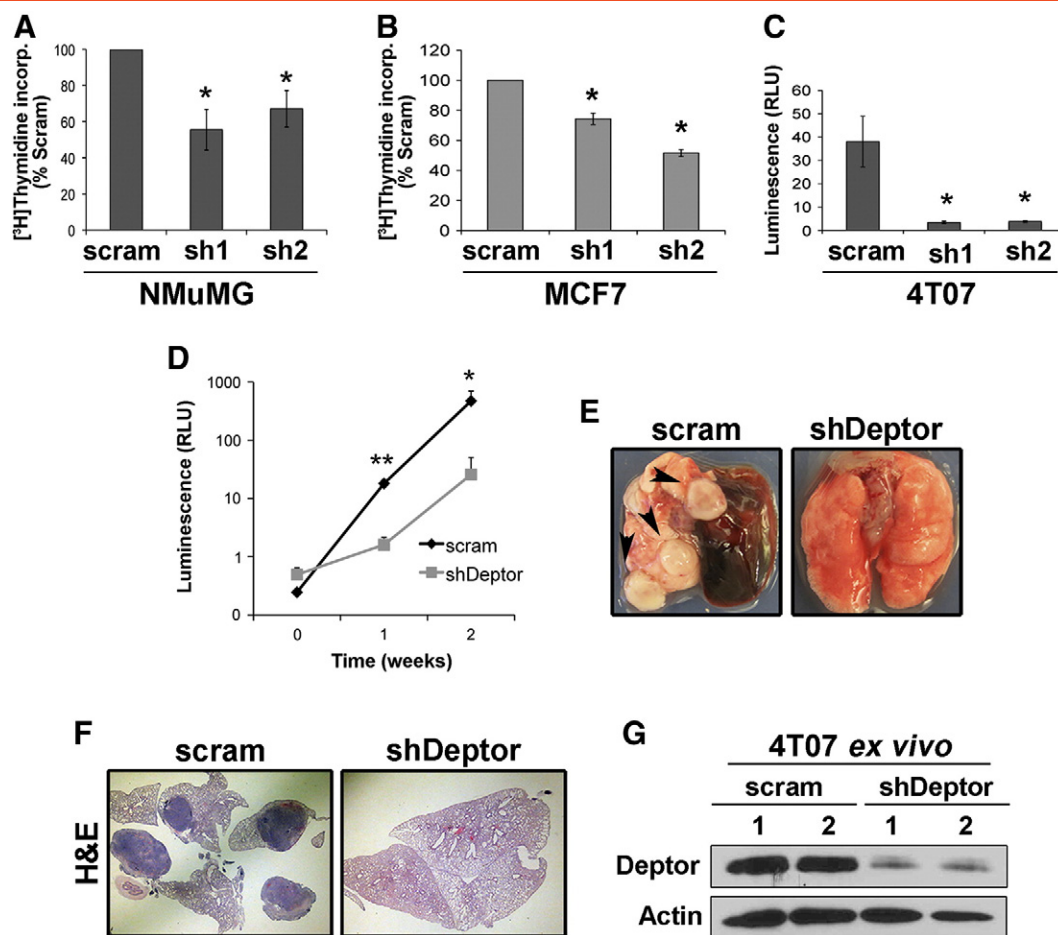 A
[³H]Thymidine incorp.
(% Scram)
100
80
60
40
20
0
*
*
scram sh1 sh2
NMuMG
B
[³H]Thymidine incorp.
(% Scram)
120
100
80
60
40
20
0
*
*
scram sh1 sh2
MCF7
C
Luminescence (RLU)
60
50
40
30
20
10
0
*
*
scram sh1 sh2
4T07
D
Luminescence (RLU)
1000
100
10
1
0
**
*
scram
shDeptor
0 1 2
Time (weeks)
E
scram shDeptor
F
scram shDeptor
H&E
G
4T07 ex vivo
scram shDeptor
1 2 1 2
Deptor
Actin